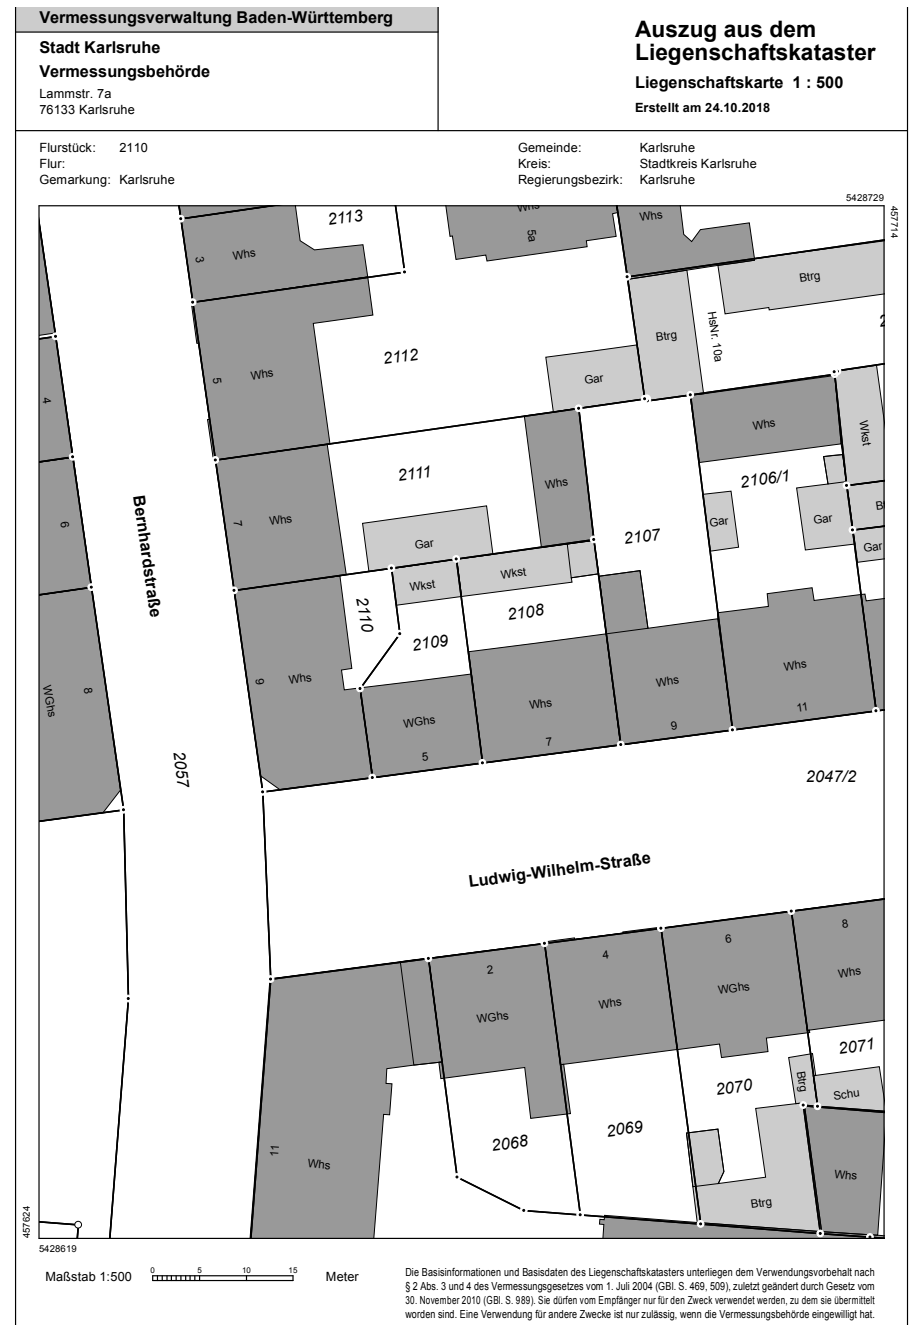 Vermessungsverwaltung Baden-Württemberg
Stadt Karlsruhe
Vermessungsbehörde
Lammstr. 7a
76133 Karlsruhe
Auszug aus dem
Liegenschaftskataster
Liegenschaftskarte 1 : 500
Erstellt am 24.10.2018
Flurstück: 2110
Flur:
Gemarkung: Karlsruhe
Gemeinde: Karlsruhe
Kreis: Stadtkreis Karlsruhe
Regierungsbezirk: Karlsruhe
5428729
457714
2113
Whs
5a
Whs
3
Whs
Btrg
HsNr. 10a
Btrg
2112
5
Whs
Gar
4
Whs
Wkst
2111
2106/1
Whs
6
7
Whs
Gar
Gar
Gar
2107
Gar
Bernhardstraße
Wkst
Wkst
2110
2109
2108
8
WGhs
9
Whs
WGhs
5
Whs
7
Whs
9
Whs
11
2057
2047/2
Ludwig-Wilhelm-Straße
2
WGhs
4
Whs
6
WGhs
8
Whs
2071
2070
Btrg
Schu
2068
2069
11
Whs
Btrg
Whs
457624
5428619
Maßstab 1:500
0 5 10 15
Meter
Die Basisinformationen und Basisdaten des Liegenschaftskatasters unterliegen dem Verwendungsvorbehalt nach
§ 2 Abs. 3 und 4 des Vermessungsgesetzes vom 1. Juli 2004 (GBl. S. 469, 509), zuletzt geändert durch Gesetz vom
30. November 2010 (GBl. S. 989). Sie dürfen vom Empfänger nur für den Zweck verwendet werden, zu dem sie übermittelt
worden sind. Eine Verwendung für andere Zwecke ist nur zulässig, wenn die Vermessungsbehörde eingewilligt hat.